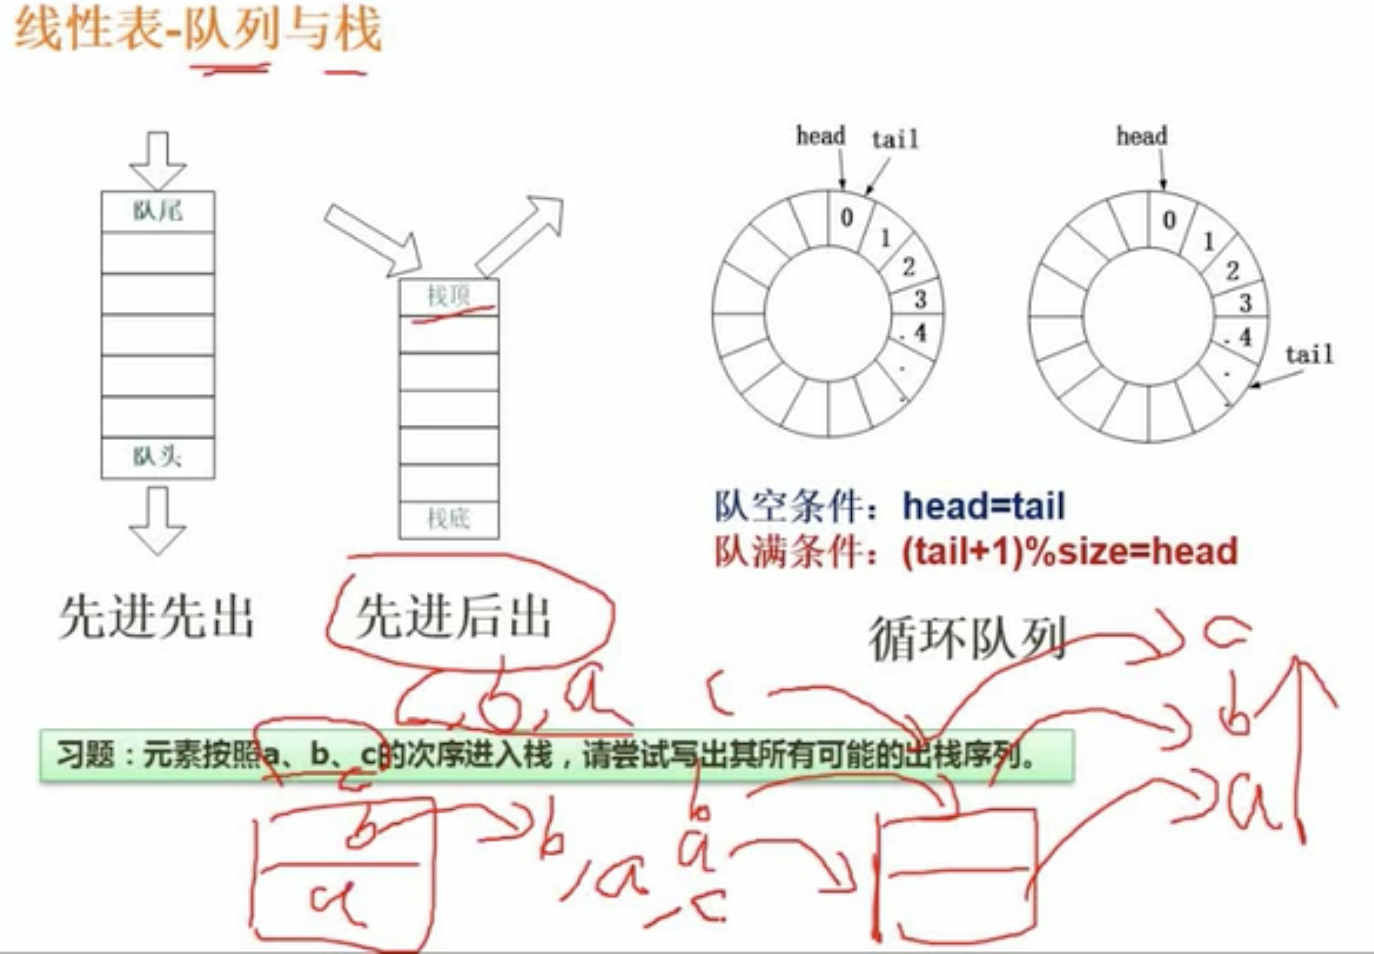 线性表-队列与栈
队尾
队头
先进先出
栈顶
栈底
先进后出
head tail
0
1
2
3
. 4
.
.
head
0
1
2
3
. 4
.
.
tail
队空条件：head=tail
队满条件：(tail+1)%size=head
循环队列
c
b
a
c, b, a
c
习题：元素按照a、b、c的次序进入栈，请尝试写出其所有可能的出栈序列。
c
b
a
b, a, c
b
a